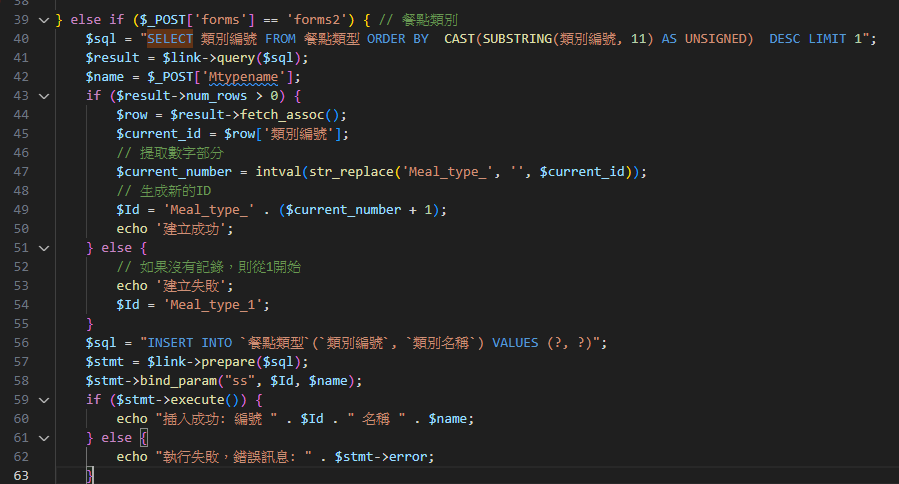 38
39 } else if ($_POST['forms'] == 'forms2') { // 餐點類別
40 $sql = "SELECT 類別編號 FROM 餐點類型 ORDER BY  CAST(SUBSTRING(類別編號, 11) AS UNSIGNED)  DESC LIMIT 1";
41 $result = $link->query($sql);
42 $name = $_POST['Mtypename'];
43 if ($result->num_rows > 0) {
44 $row = $result->fetch_assoc();
45 $current_id = $row['類別編號'];
46 // 提取數字部分
47 $current_number = intval(str_replace('Meal_type_', '', $current_id));
48 // 生成新的ID
49 $Id = 'Meal_type_' . ($current_number + 1);
50 echo '建立成功';
51 } else {
52 // 如果沒有記錄，則從1開始
53 echo '建立失敗';
54 $Id = 'Meal_type_1';
55 }
56 $sql = "INSERT INTO `餐點類型`(`類別編號`, `類別名稱`) VALUES (?, ?)";
57 $stmt = $link->prepare($sql);
58 $stmt->bind_param("ss", $Id, $name);
59 if ($stmt->execute()) {
60 echo "插入成功: 編號 " . $Id . " 名稱 " . $name;
61 } else {
62 echo "執行失敗，錯誤訊息: " . $stmt->error;
63 }